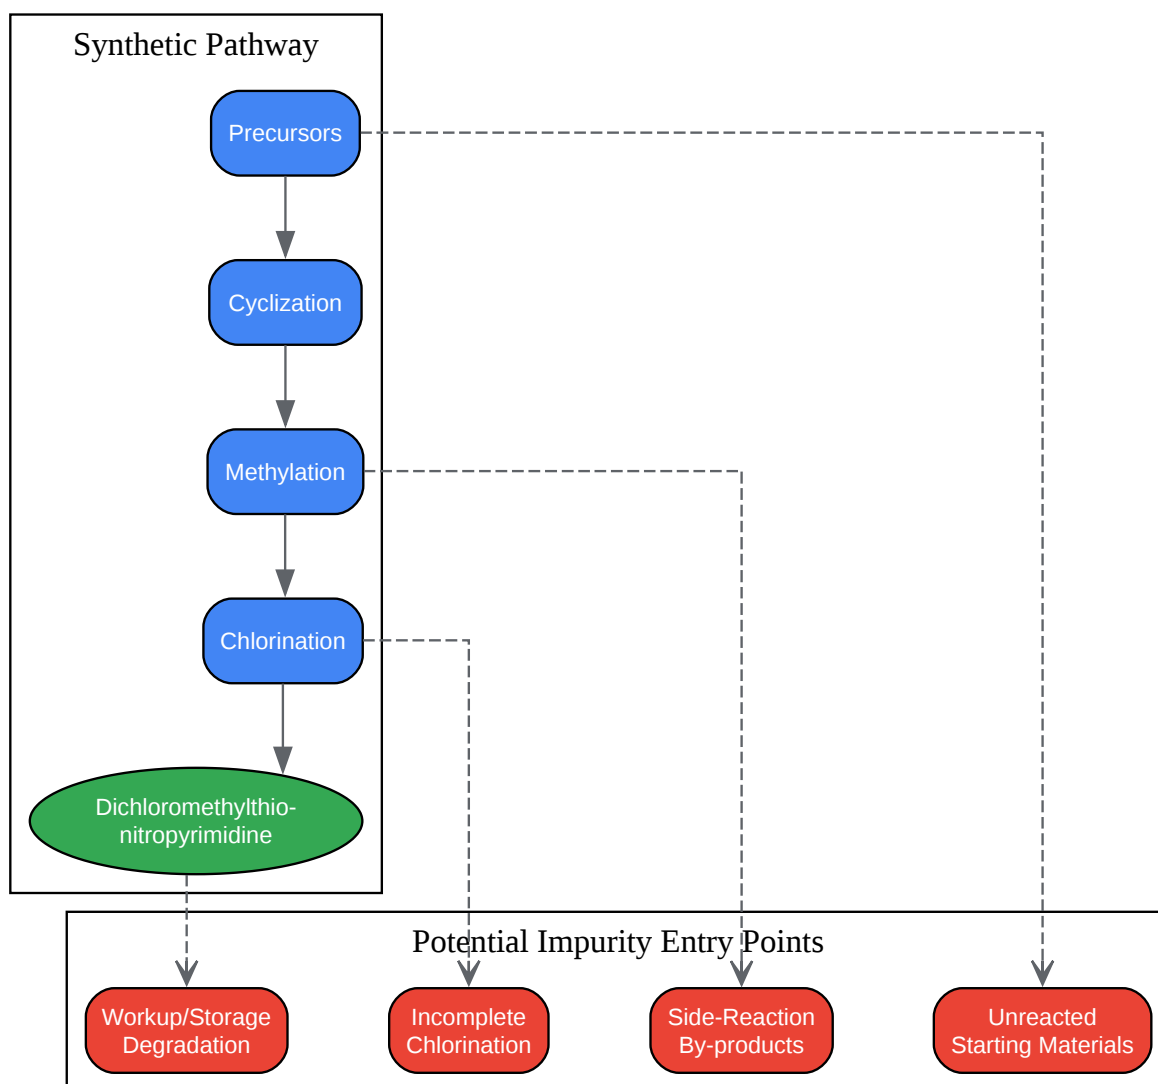 Synthetic Pathway
Precursors
Cyclization
Methylation
Chlorination
Dichloromethylthio-
nitropyrimidine
Potential Impurity Entry Points
Workup/Storage
Degradation
Incomplete
Chlorination
Side-Reaction
By-products
Unreacted
Starting Materials